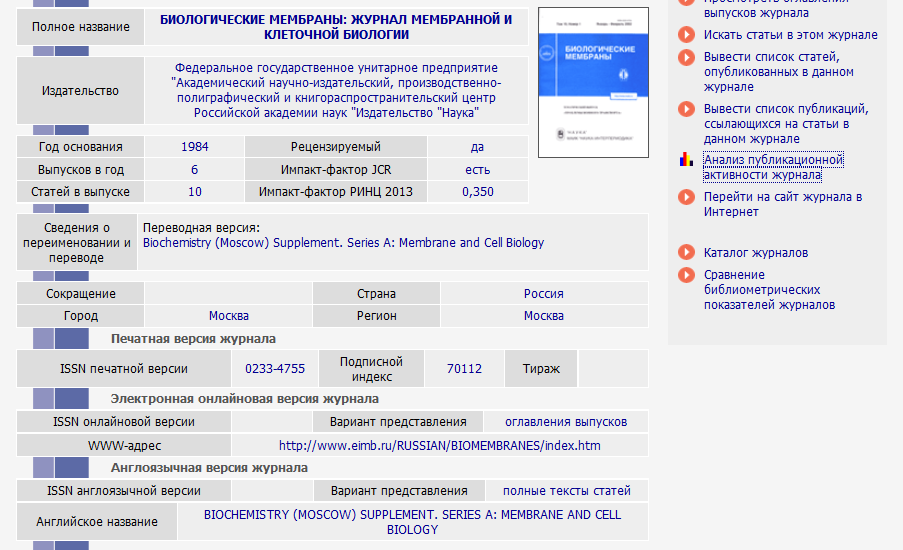 Полное название
БИОЛОГИЧЕСКИЕ МЕМБРАНЫ: ЖУРНАЛ МЕМБРАННОЙ И
КЛЕТОЧНОЙ БИОЛОГИИ
Издательство
Федеральное государственное унитарное предприятие
"Академический научно-издательский, производственно-
полиграфический и книгораспространительский центр
Российской академии наук "Издательство "Наука"
Год основания 1984 Рецензируемый да
Выпусков в год 6 Импакт-фактор JCR есть
Статей в выпуске 10 Импакт-фактор РИНЦ 2013 0,350
БИОЛОГИЧЕСКИЕ
МЕМБРАНЫ
Сведения о
переименовании и
переводе
Переводная версия:
Biochemistry (Moscow) Supplement. Series A: Membrane and Cell Biology
Сокращение Страна Россия
Город Москва Регион Москва
Печатная версия журнала
ISSN печатной версии 0233-4755 Подписной
индекс 70112 Тираж
Электронная онлайновая версия журнала
ISSN онлайновой версии Вариант представления оглавления выпусков
WWW-адрес http://www.eimb.ru/RUSSIAN/BIOMEMBRANES/index.htm
Англоязычная версия журнала
ISSN англоязычной версии Вариант представления полные тексты статей
Английское название
BIOCHEMISTRY (MOSCOW) SUPPLEMENT. SERIES A: MEMBRANE AND CELL
BIOLOGY
выпусков журнала
Искать статьи в этом журнале
Вывести список статей,
опубликованных в данном
журнале
Вывести список публикаций,
ссылающихся на статьи в
данном журнале
Анализ публикационной
активности журнала
Перейти на сайт журнала в
Интернет
Каталог журналов
Сравнение
библиометрических
показателей журналов